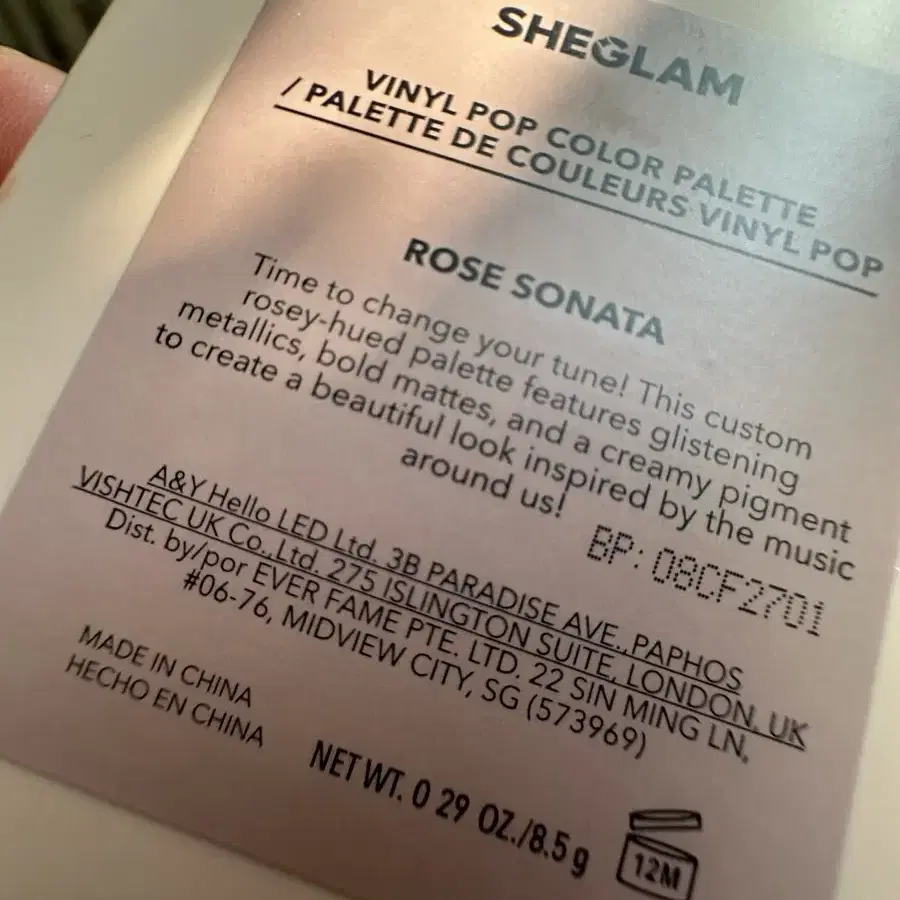 SHEGLAM
VINYL POP COLOR PALETTE
/ PALETTE DE COULEURS VINYL POP
ROSE SONATA
Time to change your tune! This custom
rosey-hued palette features glistening
metallics, bold mattes, and a creamy pigment
to create a beautiful look inspired by the music
around us!
BP: 08CF2701
A&Y Hello LED Ltd. 3B PARADISE AVE.,PAPHOS
VISHTEC UK Co.,Ltd. 275 ISLINGTON SUITE, LONDON, UK
Dist. by/por EVER FAME PTE. LTD. 22 SIN MING LN,
#06-76, MIDVIEW CITY, SG (573969)
MADE IN CHINA
HECHO EN CHINA
NET WT. 0 29 OZ./8.5 g
12M